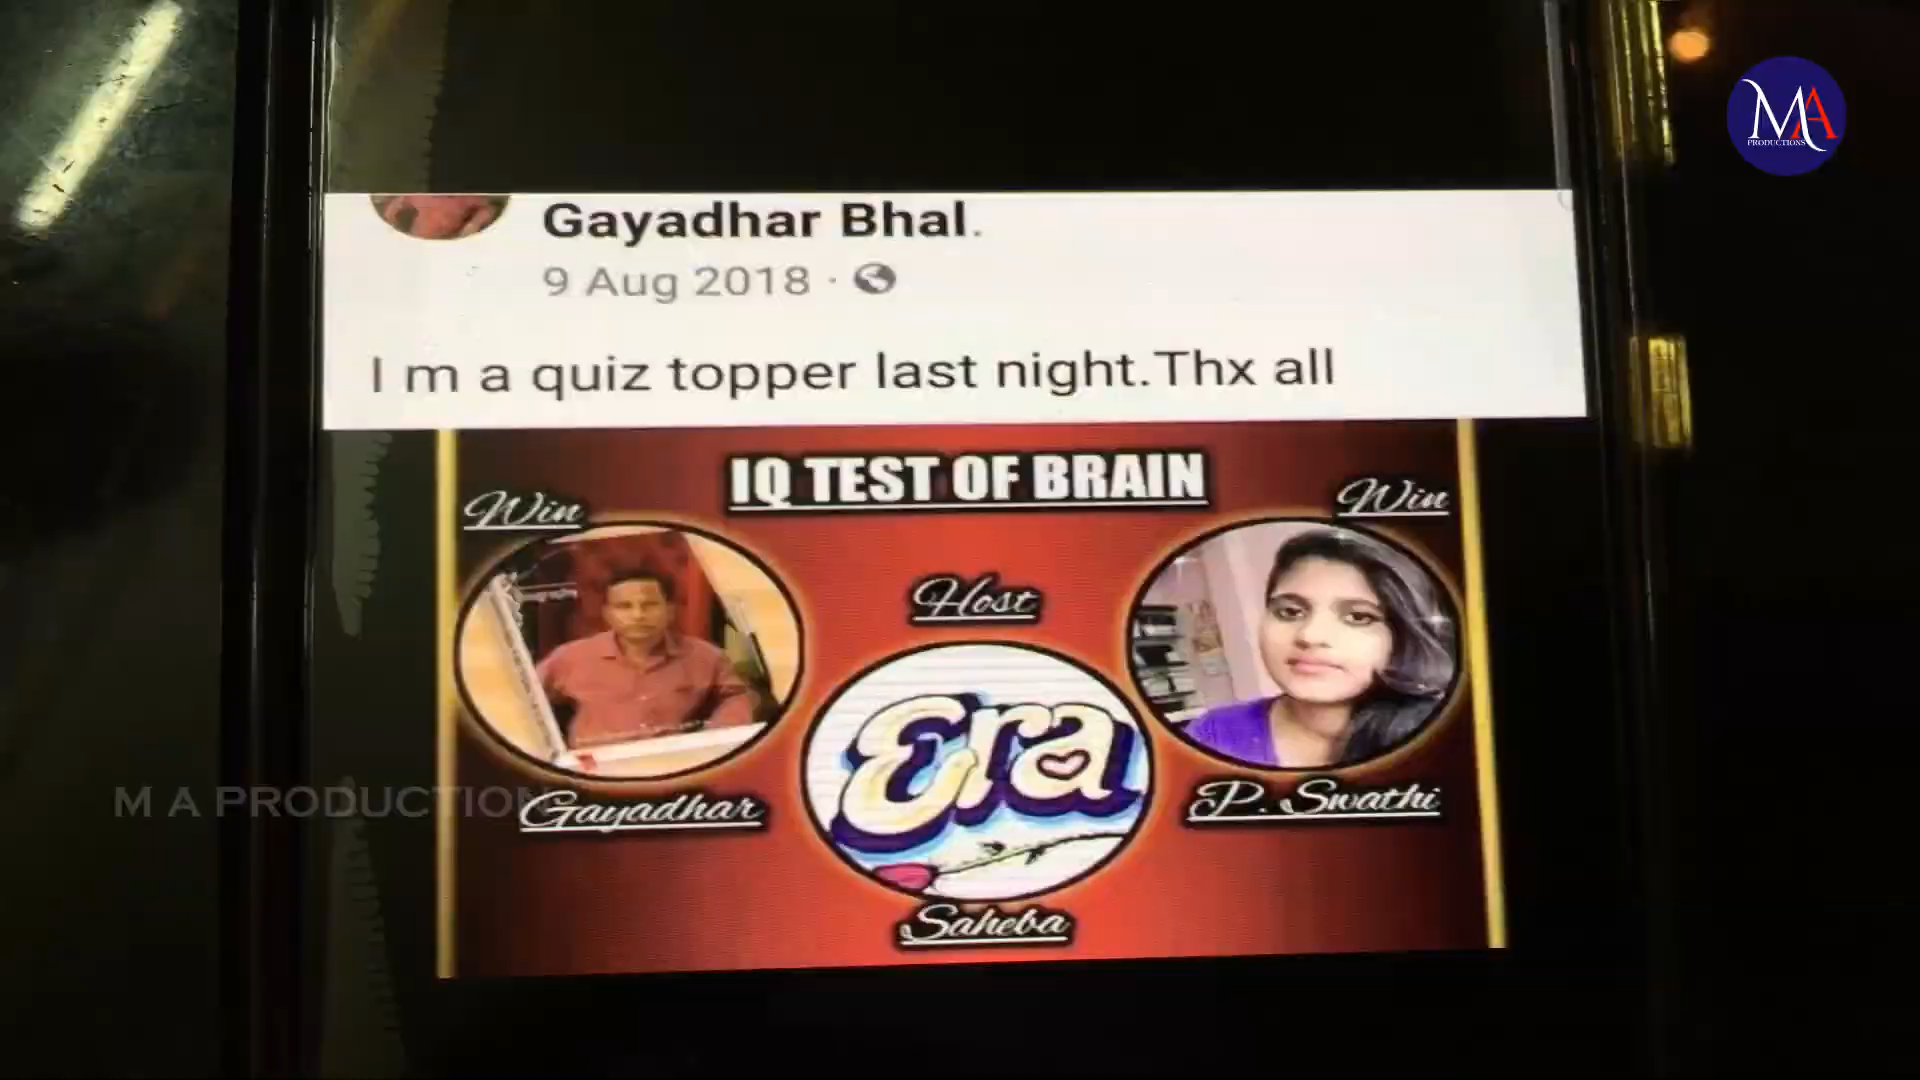 MA
PRODUCTIONS
Gayadhar Bhal.
9 Aug 2018 ·
I m a quiz topper last night.Thx all
IQ TEST OF BRAIN
Win
Win
Host
Era
Gayadhar
P. Swathi
Saheba
M A PRODUCTION